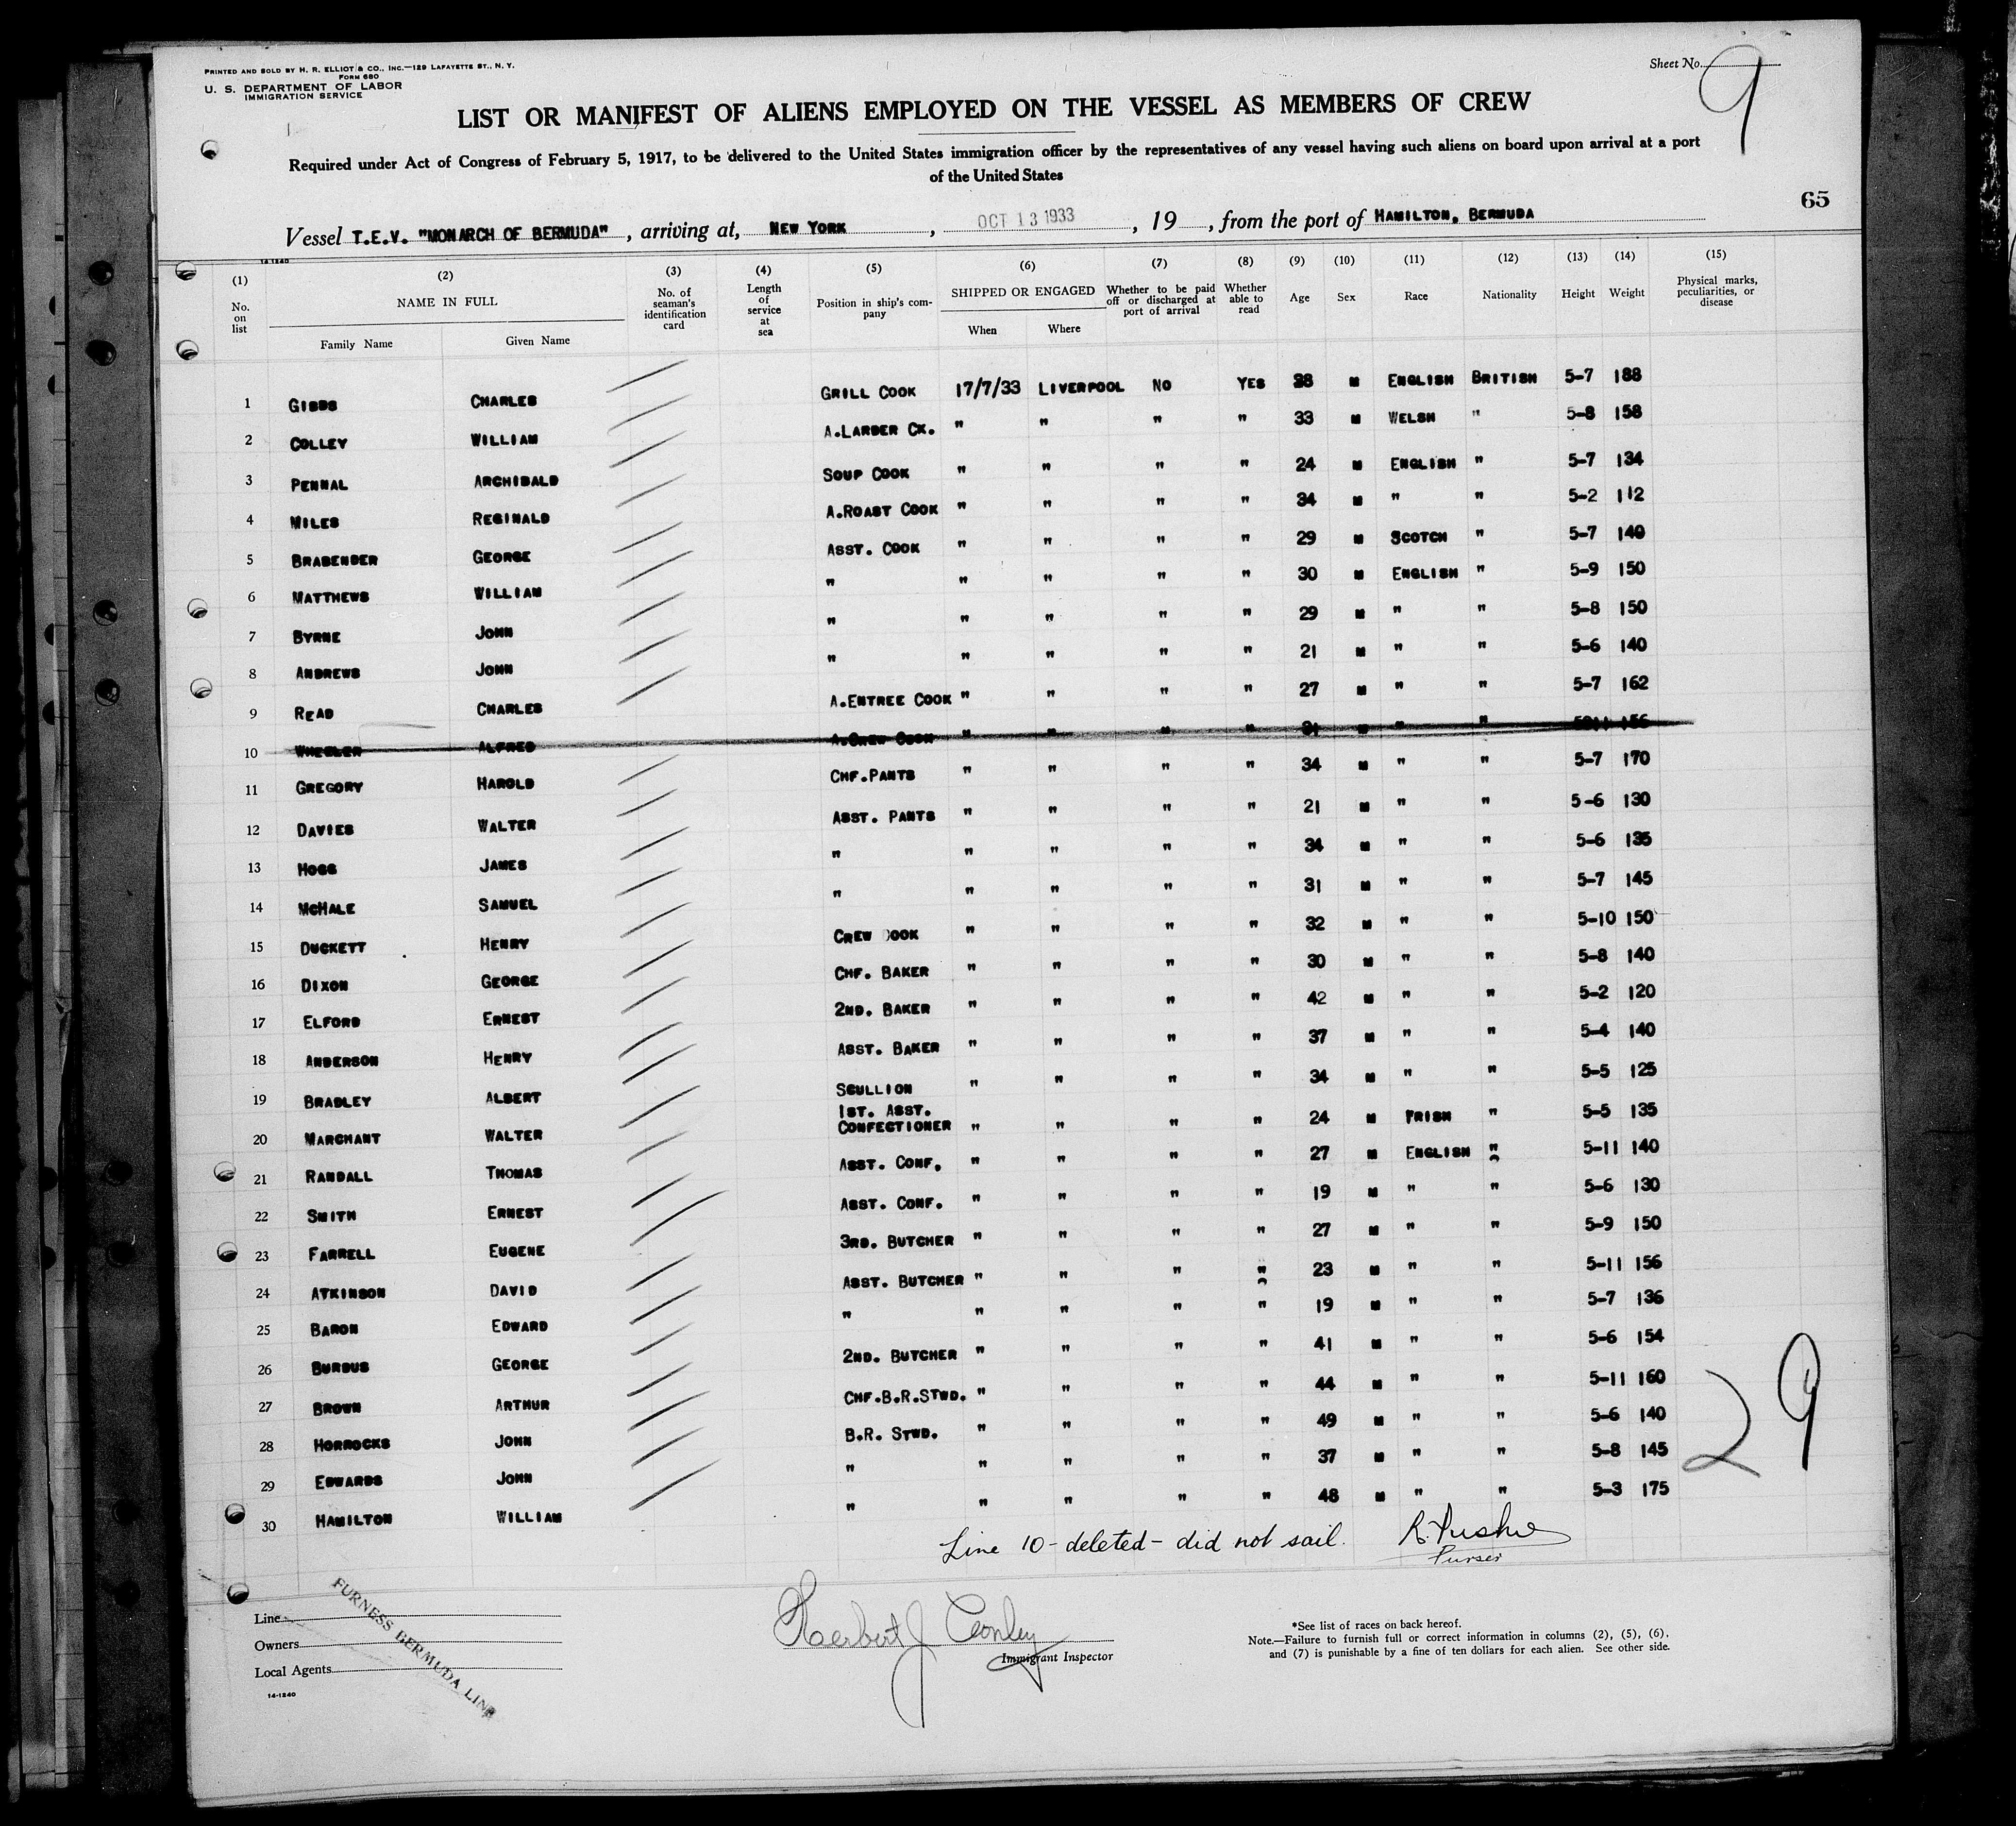 PRINTED AND SOLD BY H. R. ELLIOT & CO., INC.—129 LAFAYETTE ST., N. Y.
FORM 680
U. S. DEPARTMENT OF LABOR
IMMIGRATION SERVICE
Sheet No. 9
LIST OR MANIFEST OF ALIENS EMPLOYED ON THE VESSEL AS MEMBERS OF CREW
Required under Act of Congress of February 5, 1917, to be delivered to the United States immigration officer by the representatives of any vessel having such aliens on board upon arrival at a port
of the United States
65
Vessel T.E.V. "MONARCH OF BERMUDA", arriving at, NEW YORK, OCT 13 1933, 19, from the port of HAMILTON, BERMUDA
14-1240
(1) No. on list (2) NAME IN FULL Family Name Given Name (3) No. of seaman's identification card (4) Length of service at sea (5) Position in ship's company (6) SHIPPED OR ENGAGED When Where (7) Whether to be paid off or discharged at port of arrival (8) Whether able to read (9) Age (10) Sex (11) Race (12) Nationality (13) Height (14) Weight (15) Physical marks, peculiarities, or disease
1 GIBBS CHARLES GRILL COOK 17/7/33 LIVERPOOL NO YES 38 M ENGLISH BRITISH 5-7 188
2 COLLEY WILLIAM A.LARDER CK. " " " " 33 M WELSH " 5-8 158
3 PENNAL ARCHIBALD SOUP COOK " " " " 24 M ENGLISH " 5-7 134
4 MILES REGINALD A.ROAST COOK " " " " 34 M " " 5-2 112
5 BRABENDER GEORGE ASST. COOK " " " " 29 M SCOTCH " 5-7 140
6 MATTHEWS WILLIAM " " " " " 30 M ENGLISH " 5-9 150
7 BYRNE JOHN " " " " " 29 M " " 5-8 150
8 ANDREWS JOHN " " " " " 21 M " " 5-6 140
9 READ CHARLES A.ENTREE COOK " " " " 27 M " " 5-7 162
10 WHEELER ALFRED A.CREW COOK " " " " 31 M " " 5-11 156
11 GREGORY HAROLD CHF.PANTS " " " " 34 M " " 5-7 170
12 DAVIES WALTER ASST. PANTS " " " " 21 M " " 5-6 130
13 HOGG JAMES " " " " " 34 M " " 5-6 135
14 MCHALE SAMUEL " " " " " 31 M " " 5-7 145
15 DUCKETT HENRY CREW COOK " " " " 32 M " " 5-10 150
16 DIXON GEORGE CHF. BAKER " " " " 30 M " " 5-8 140
17 ELFORD ERNEST 2ND. BAKER " " " " 42 M " " 5-2 120
18 ANDERSON HENRY ASST. BAKER " " " " 37 M " " 5-4 140
19 BRADLEY ALBERT SCULLION " " " " 34 M " " 5-5 125
20 MARCHANT WALTER 1ST. ASST. CONFECTIONER " " " " 24 M IRISH " 5-5 135
21 RANDALL THOMAS ASST. CONF. " " " " 27 M ENGLISH " 5-11 140
22 SMITH ERNEST ASST. CONF. " " " " 19 M " " 5-6 130
23 FARRELL EUGENE 3RD. BUTCHER " " " " 27 M " " 5-9 150
24 ATKINSON DAVID ASST. BUTCHER " " " " 23 M " " 5-11 156
25 BARON EDWARD " " " " " 19 M " " 5-7 136
26 BURDUS GEORGE 2ND. BUTCHER " " " " 41 M " " 5-6 154
27 BROWN ARTHUR CHF.B.R.STWD. " " " " 44 M " " 5-11 160
28 HORROCKS JOHN B.R. STWD. " " " " 49 M " " 5-6 140
29 EDWARDS JOHN " " " " " 37 M " " 5-8 145
30 HAMILTON WILLIAM " " " " " 48 M " " 5-3 175
29
Line 10 - deleted - did not sail.
Purser
Line
Owners
Local Agents
14-1240
FURNESS BERMUDA LINE
Herbert J Conley
Immigrant Inspector
*See list of races on back hereof.
Note.—Failure to furnish full or correct information in columns (2), (5), (6),
and (7) is punishable by a fine of ten dollars for each alien. See other side.